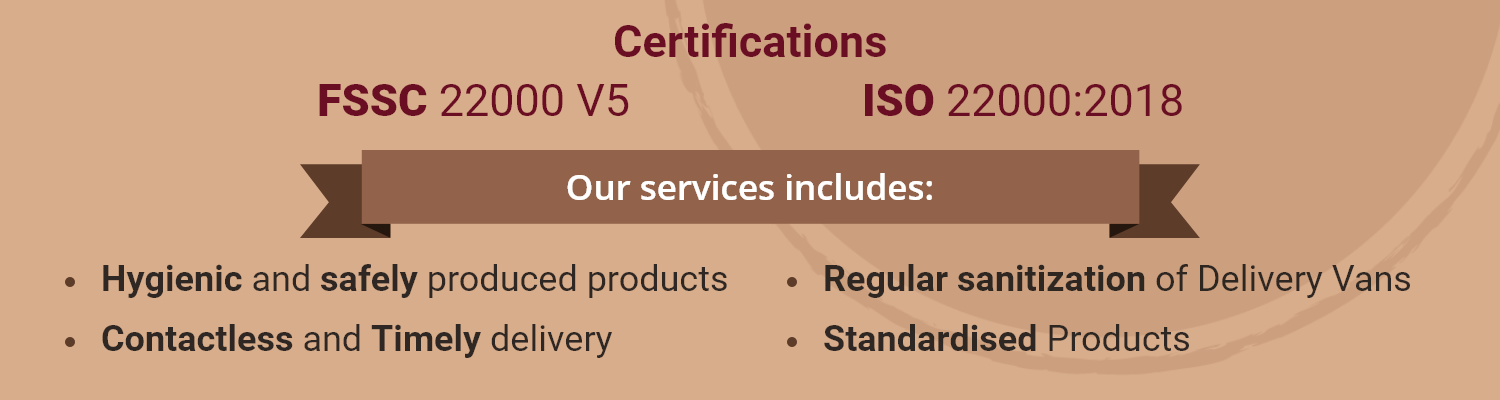 Certifications
FSSC 22000 V5
ISO 22000:2018
Our services includes:
• Hygienic and safely produced products
• Contactless and Timely delivery
• Regular sanitization of Delivery Vans
• Standardised Products